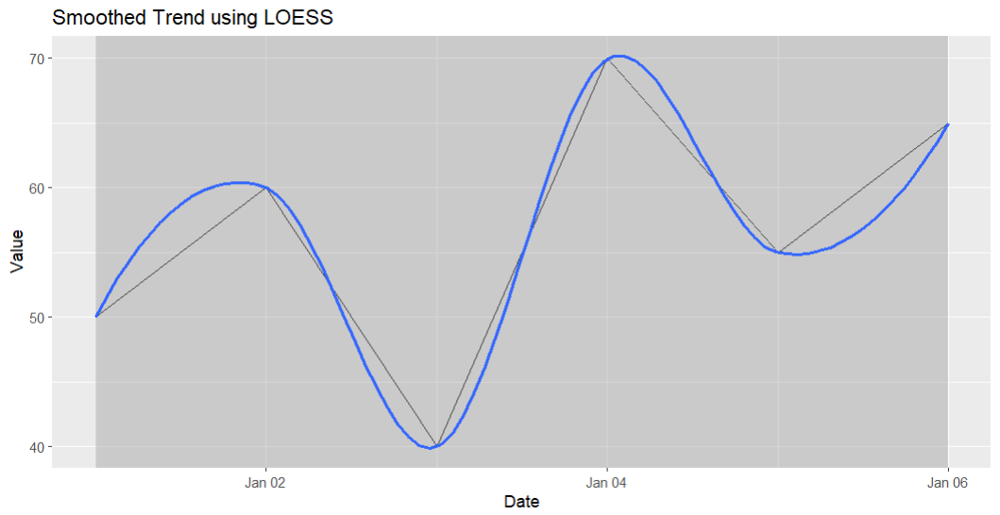 Smoothed Trend using LOESS
Value
70
60
50
40
Jan 02
Jan 04
Jan 06
Date